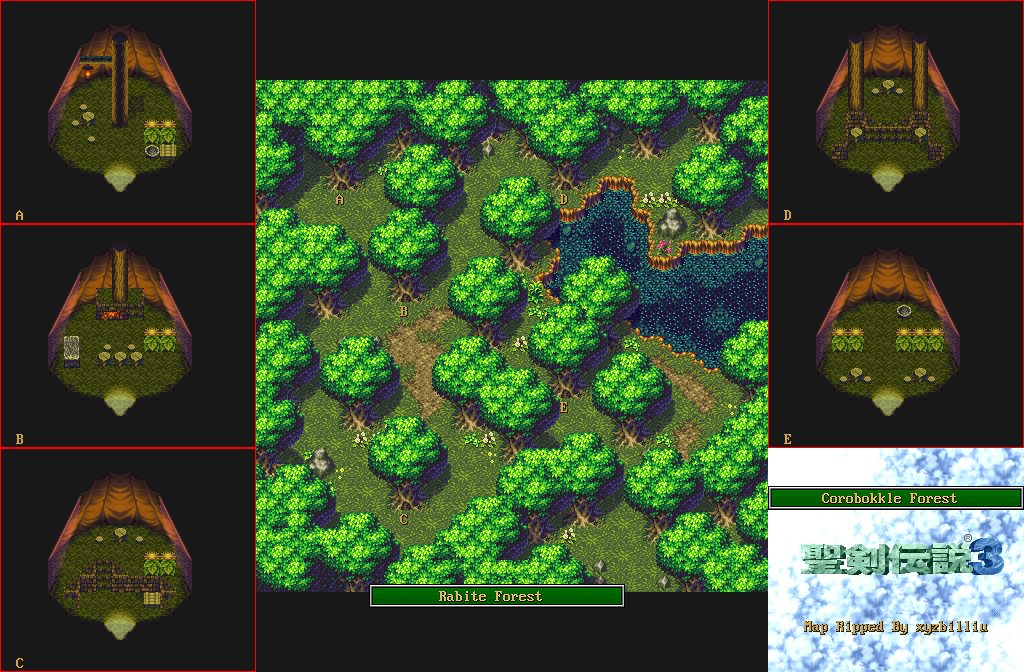 A
B
C
A
D
B
E
C
Rabite Forest
D
E
Corobokkle Forest
聖剣伝説3®
Map Ripped By xyzbilliu